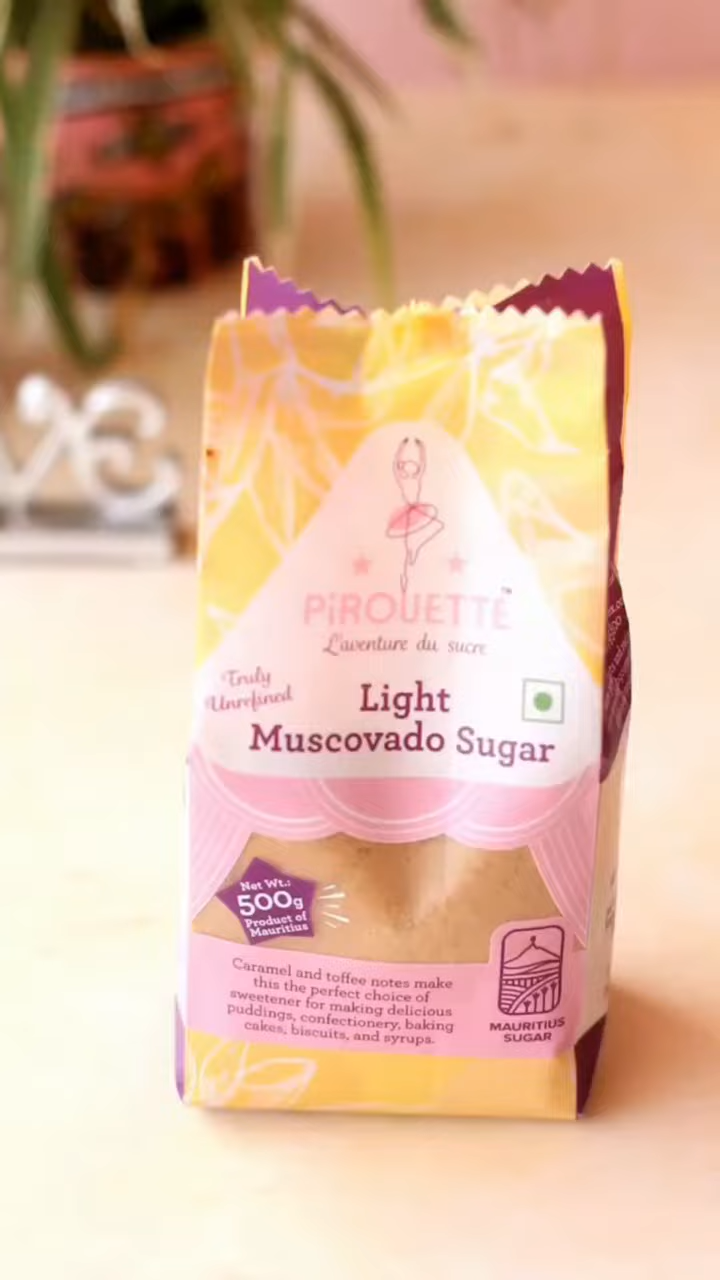 PiROUETTE™
L'aventure du sucre
Truly
Unrefined
Light
Muscovado Sugar
Net Wt.:
500g
Product of
Mauritius
Caramel and toffee notes make
this the perfect choice of
sweetener for making delicious
puddings, confectionery, baking
cakes, biscuits, and syrups.
MAURITIUS
SUGAR